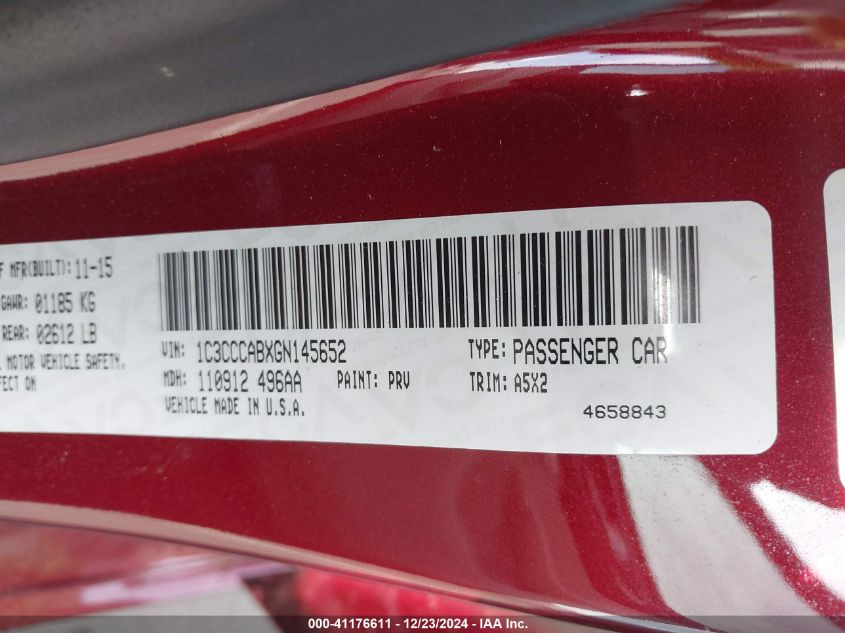 F MFR(BUILT): 11-15
GAWR: 01185 KG
REAR: 02612 LB
MOTOR VEHICLE SAFETY.
FECT ON
VIN: 1C3CCCABXGN145652 TYPE: PASSENGER CAR
MDH: 110912 496AA PAINT: PRV TRIM: A5X2
VEHICLE MADE IN U.S.A.
4658843
000-41176611 - 12/23/2024 - IAA Inc.